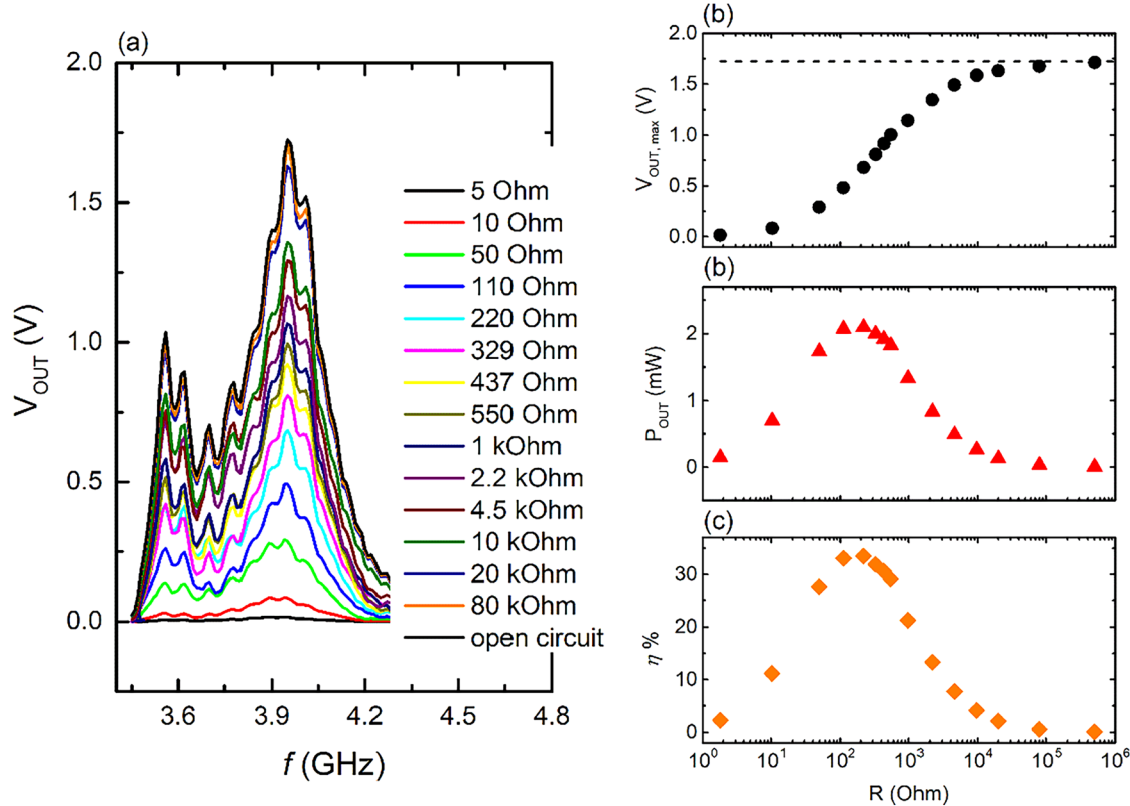 (a)
V_OUT (V)
2.0
1.5
1.0
0.5
0.0
3.6 3.9 4.2 4.5 4.8
f (GHz)
5 Ohm
10 Ohm
50 Ohm
110 Ohm
220 Ohm
329 Ohm
437 Ohm
550 Ohm
1 kOhm
2.2 kOhm
4.5 kOhm
10 kOhm
20 kOhm
80 kOhm
open circuit
(b)
V_OUT, max (V)
2.0
1.5
1.0
0.5
0.0
(b)
P_OUT (mW)
2
1
0
(c)
η %
30
20
10
0
10^0 10^1 10^2 10^3 10^4 10^5 10^6
R (Ohm)